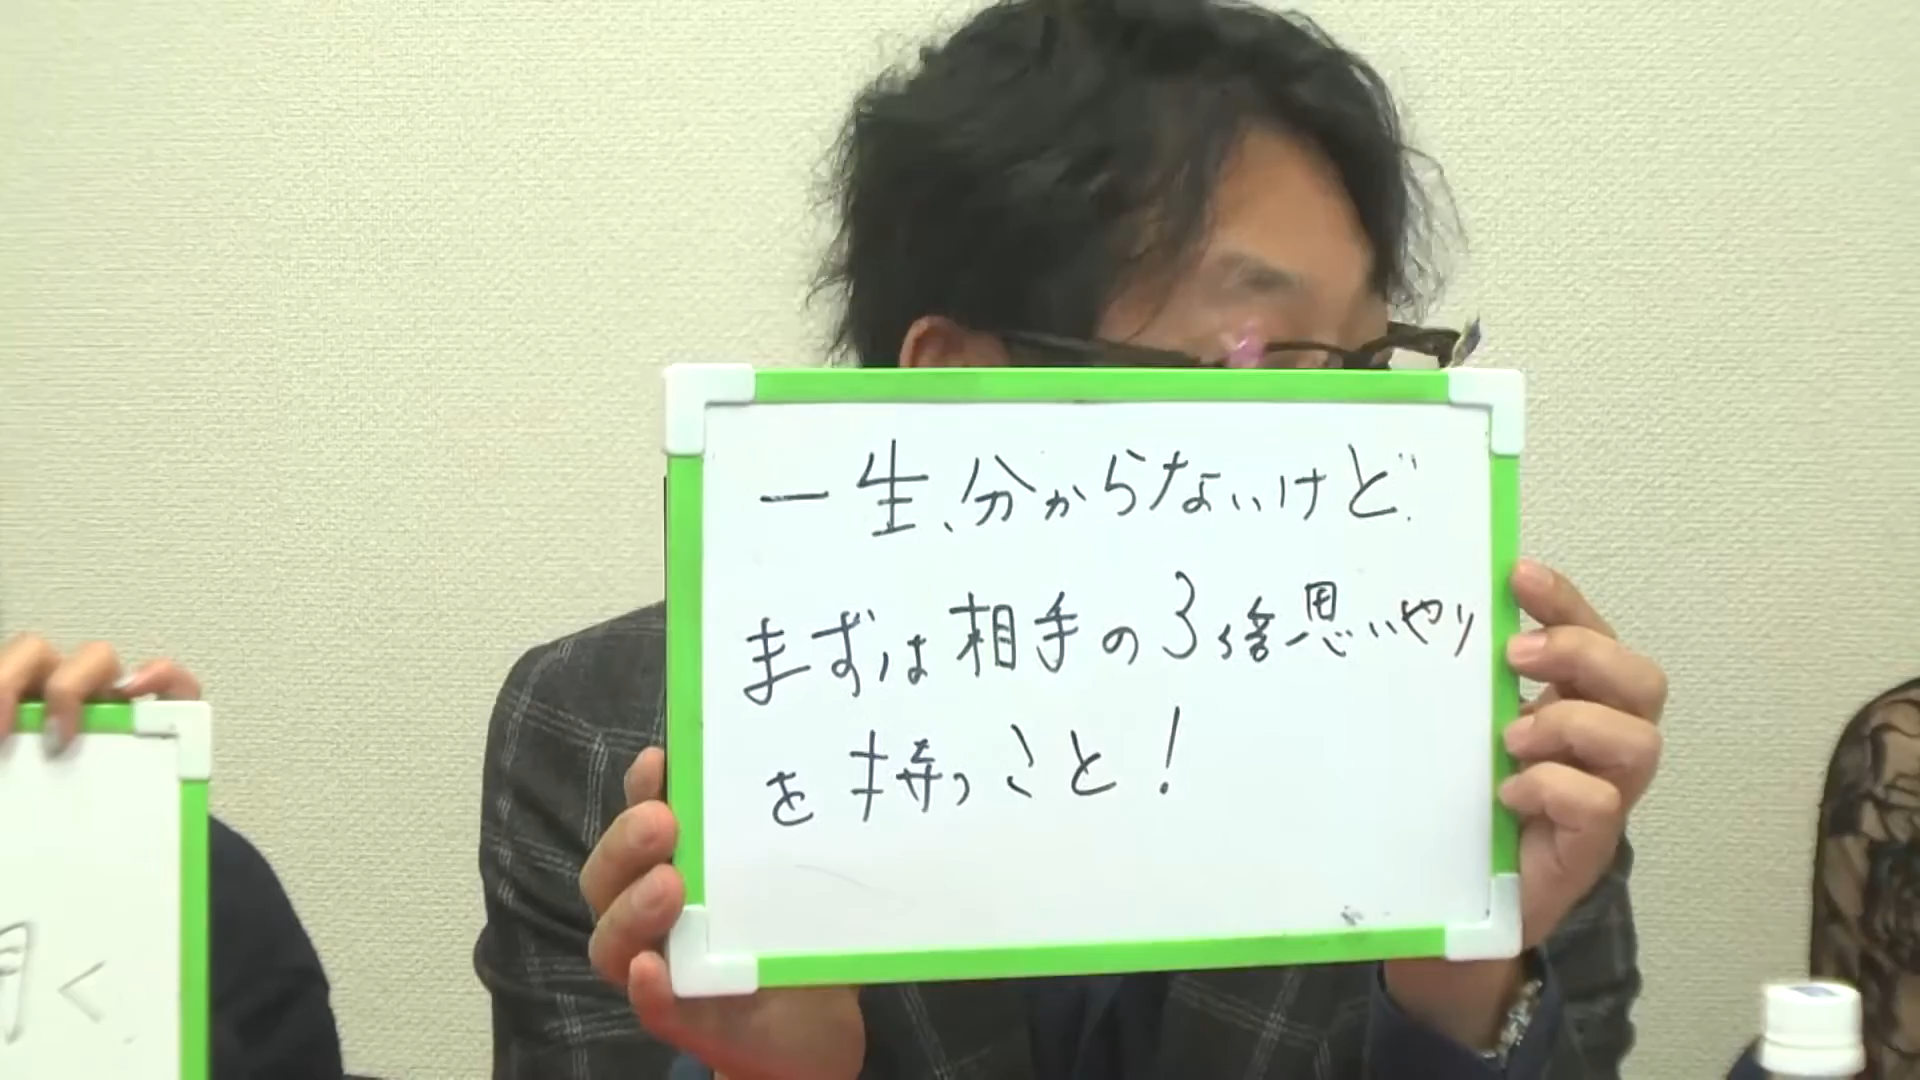 一生、分からないけど、
まずは相手の3倍思いやり
を持つこと!
く